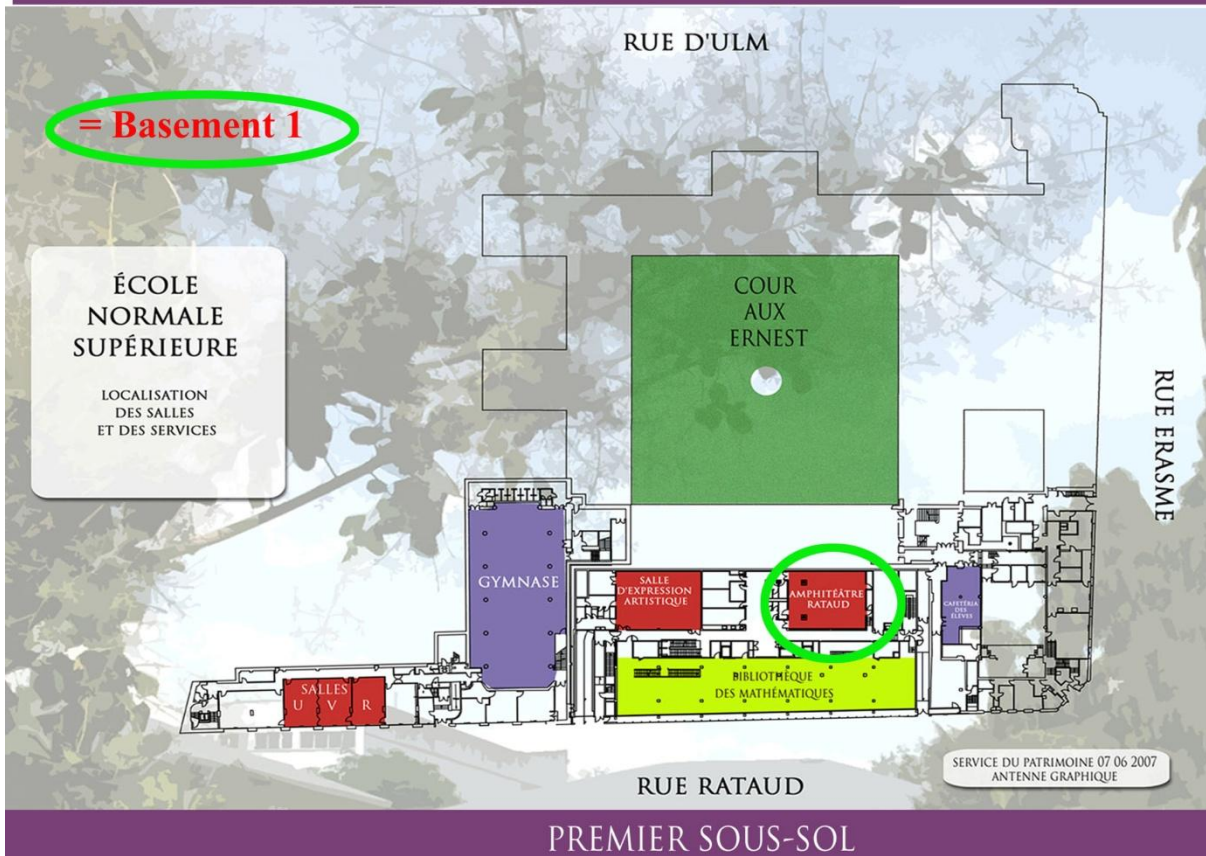 RUE D'ULM
= Basement 1
ÉCOLE
NORMALE
SUPÉRIEURE
LOCALISATION
DES SALLES
ET DES SERVICES
COUR
AUX
ERNEST
RUE ERASME
GYMNASE
SALLE
D'EXPRESSION
ARTISTIQUE
AMPHITÉÂTRE
RATAUD
CAFETÉRIA
DES
ÉLÈVES
BIBLIOTHÈQUE
DES MATHÉMATIQUES
SALLES
U V R
SERVICE DU PATRIMOINE 07 06 2007
ANTENNE GRAPHIQUE
RUE RATAUD
PREMIER SOUS-SOL